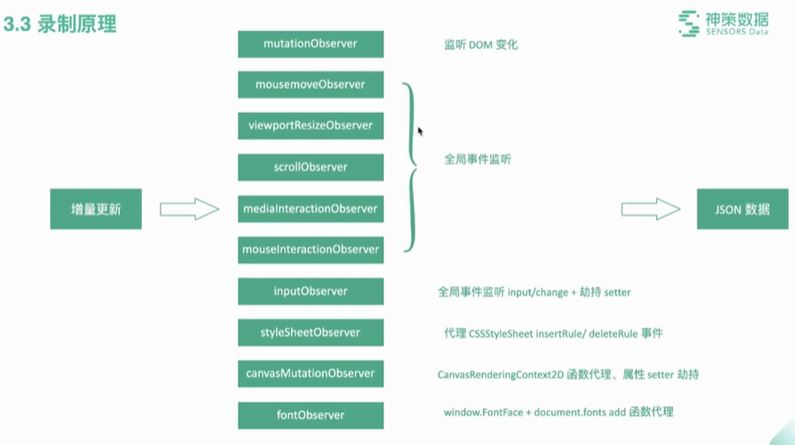 3.3 录制原理
神策数据
SENSORS Data
mutationObserver
监听 DOM 变化
mousemoveObserver
viewportResizeObserver
全局事件监听
scrollObserver
增量更新
mediaInteractionObserver
JSON 数据
mouseInteractionObserver
inputObserver
全局事件监听 input/change + 劫持 setter
styleSheetObserver
代理 CSSStyleSheet insertRule/ deleteRule 事件
canvasMutationObserver
CanvasRenderingContext2D 函数代理、属性 setter 劫持
fontObserver
window.FontFace + document.fonts add 函数代理